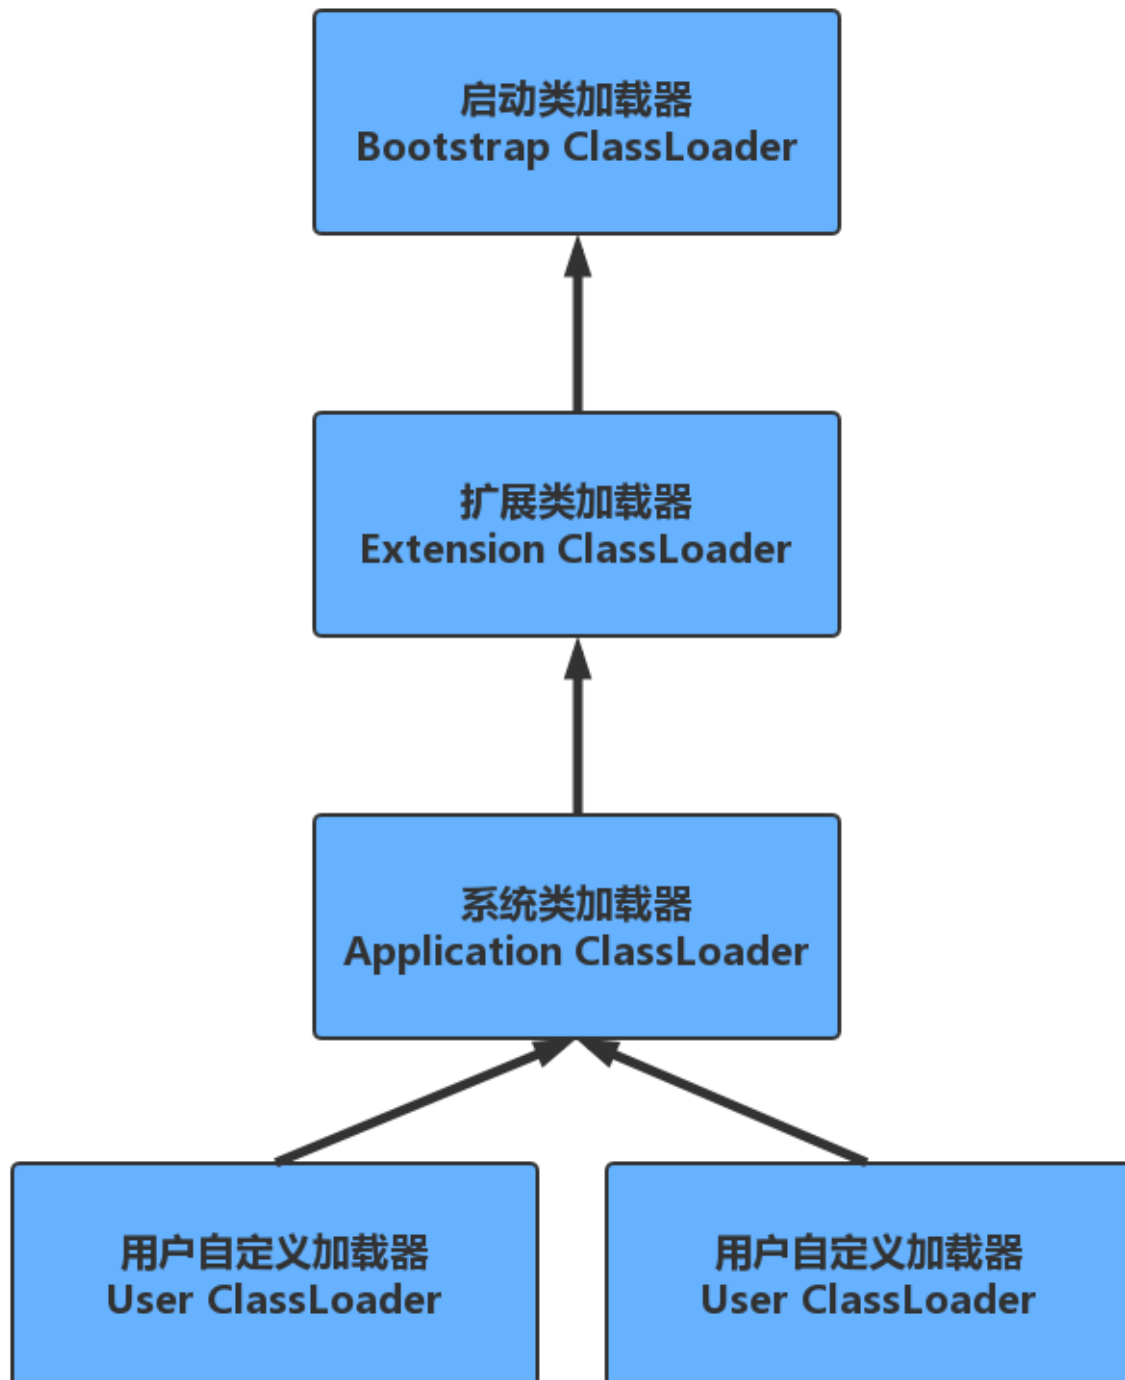 启动类加载器
Bootstrap ClassLoader
扩展类加载器
Extension ClassLoader
系统类加载器
Application ClassLoader
用户自定义加载器
User ClassLoader
用户自定义加载器
User ClassLoader